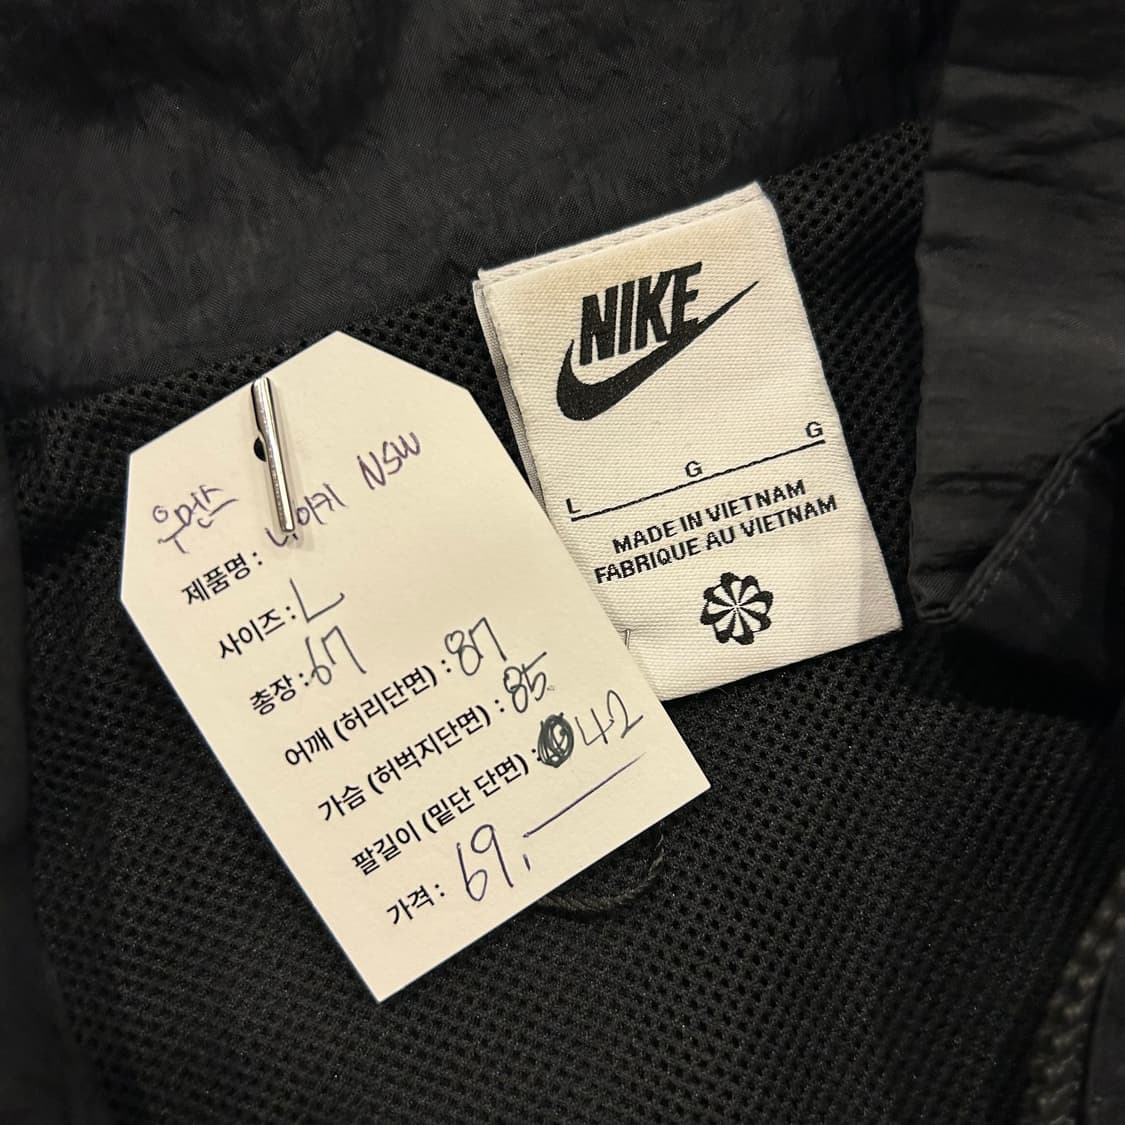 우먼스
제품명 : 나이키 NSW
사이즈 : L
총장 : 67
어깨 (허리단면) : 87
가슴 (허벅지단면) : 85
팔길이 (밑단 단면) : 42
가격 : 69,
NIKE
L G G
MADE IN VIETNAM
FABRIQUE AU VIETNAM